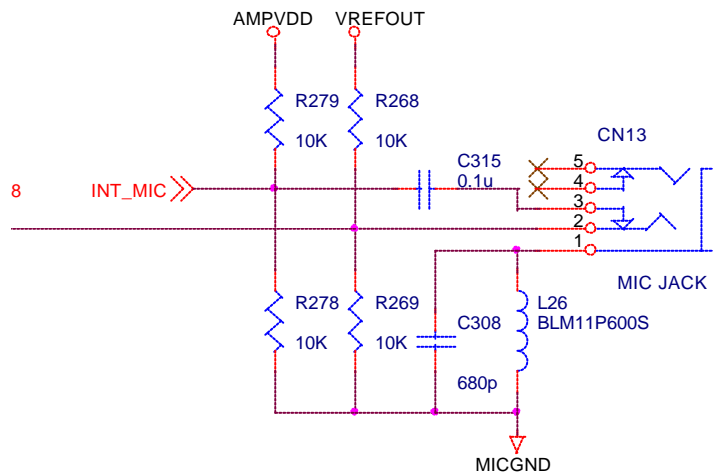 AMPVDD VREFOUT
R279 R268
10K 10K
CN13
C315
0.1u
5
4
3
2
1
8 INT_MIC
MIC JACK
R278 R269
10K 10K
C308
680p
L26
BLM11P600S
MICGND